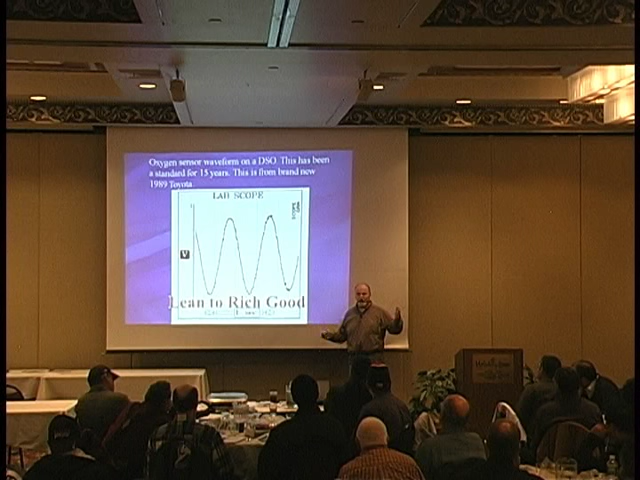 Oxygen sensor waveform on a DSO. This has been
a standard for 15 years. This is from brand new
1989 Toyota.
LAB SCOPE
V
Lean to Rich Good